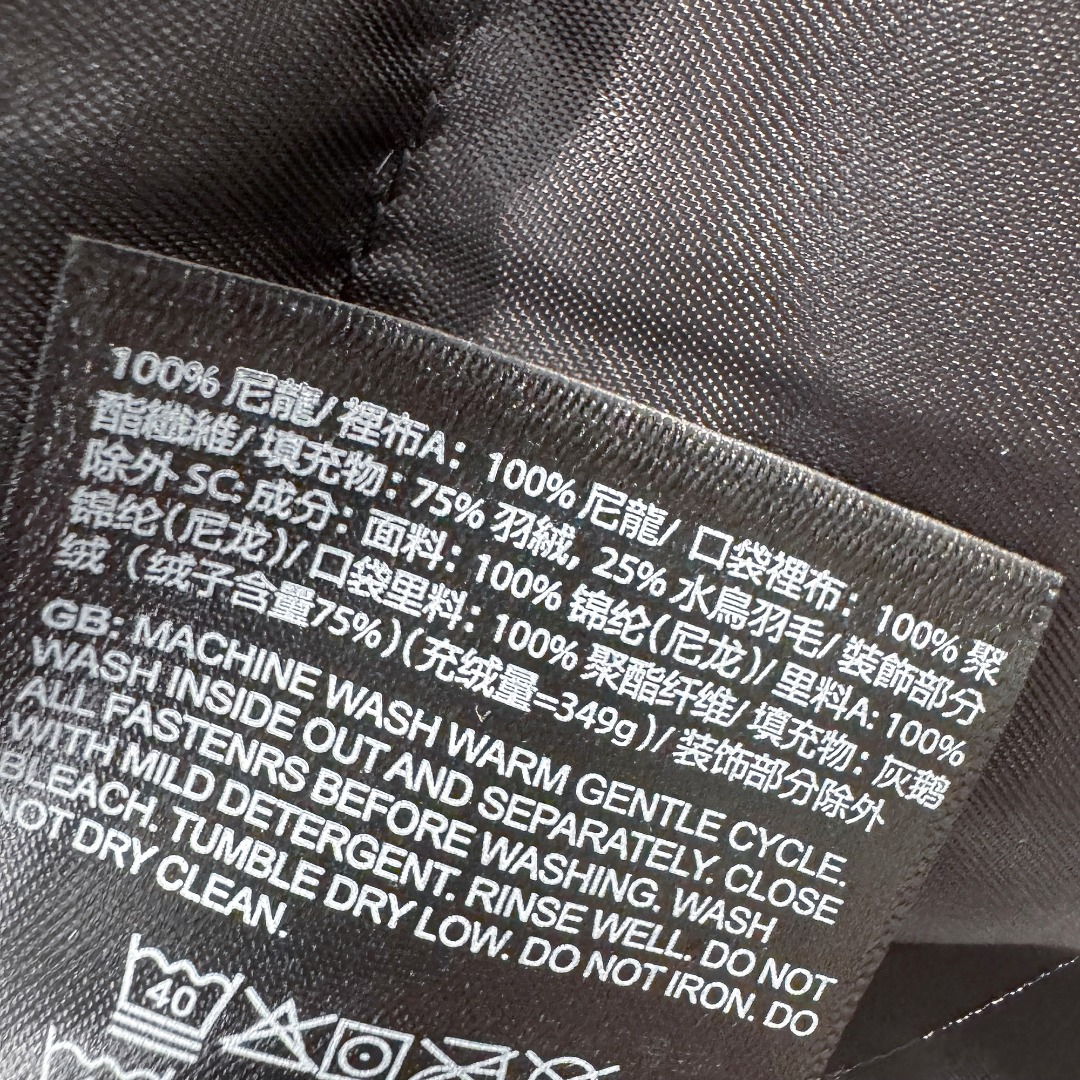 100% 尼龍/ 裡布A：100% 尼龍/ 口袋裡布：100% 聚
酯纖維/ 填充物：75% 羽絨, 25% 水鳥羽毛/ 裝飾部分
除外 SC: 成分：面料：100% 锦纶(尼龙)/ 里料A: 100%
锦纶(尼龙)/ 口袋里料：100% 聚酯纤维/ 填充物：灰鹅
绒（绒子含量75%)(充绒量=349g)/ 装饰部分除外
GB: MACHINE WASH WARM GENTLE CYCLE.
WASH INSIDE OUT AND SEPARATELY. CLOSE
ALL FASTENRS BEFORE WASHING. WASH
WITH MILD DETERGENT. RINSE WELL. DO NOT
BLEACH. TUMBLE DRY LOW. DO NOT IRON. DO
NOT DRY CLEAN.
40